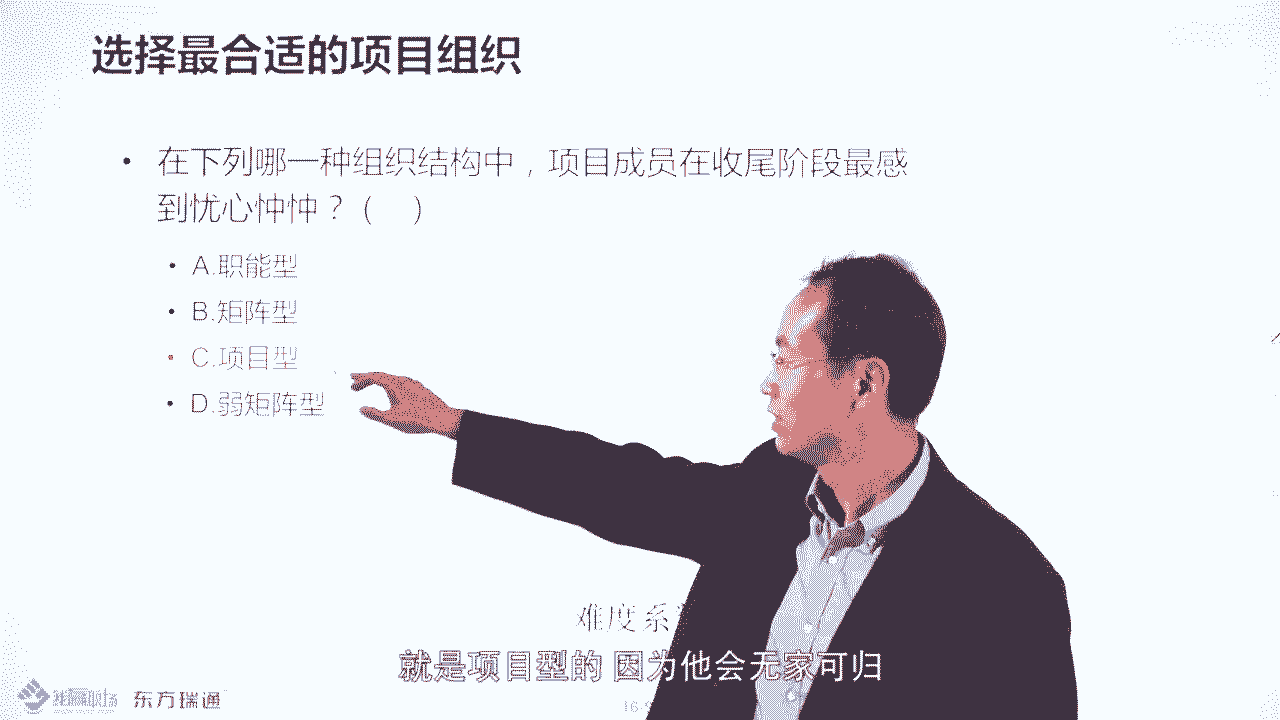 选择最合适的项目组织
• 在下列哪一种组织结构中，项目成员在收尾阶段最感
到忧心忡忡？（ ）
• A.职能型
• B.矩阵型
• C.项目型
• D.弱矩阵型
难度系
就是项目型的 因为他会无家可归
东方瑞通